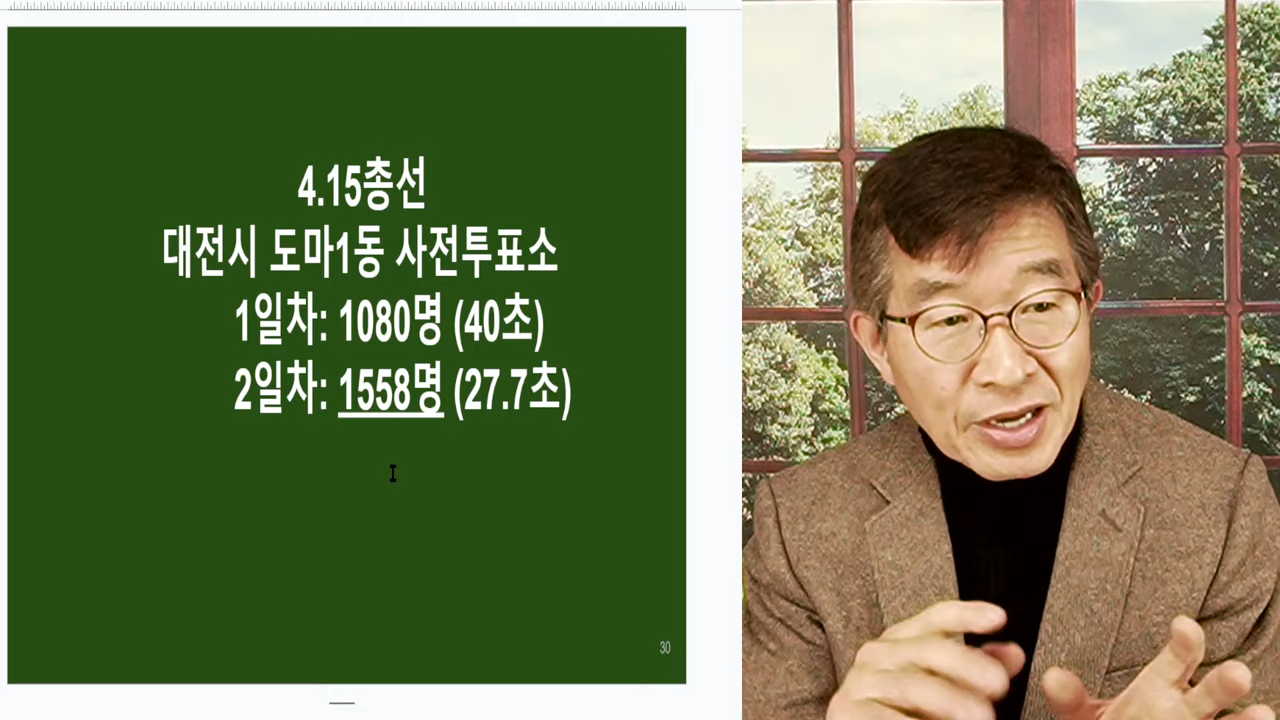 4.15총선
대전시 도마1동 사전투표소
1일차: 1080명 (40초)
2일차: 1558명 (27.7초)
30